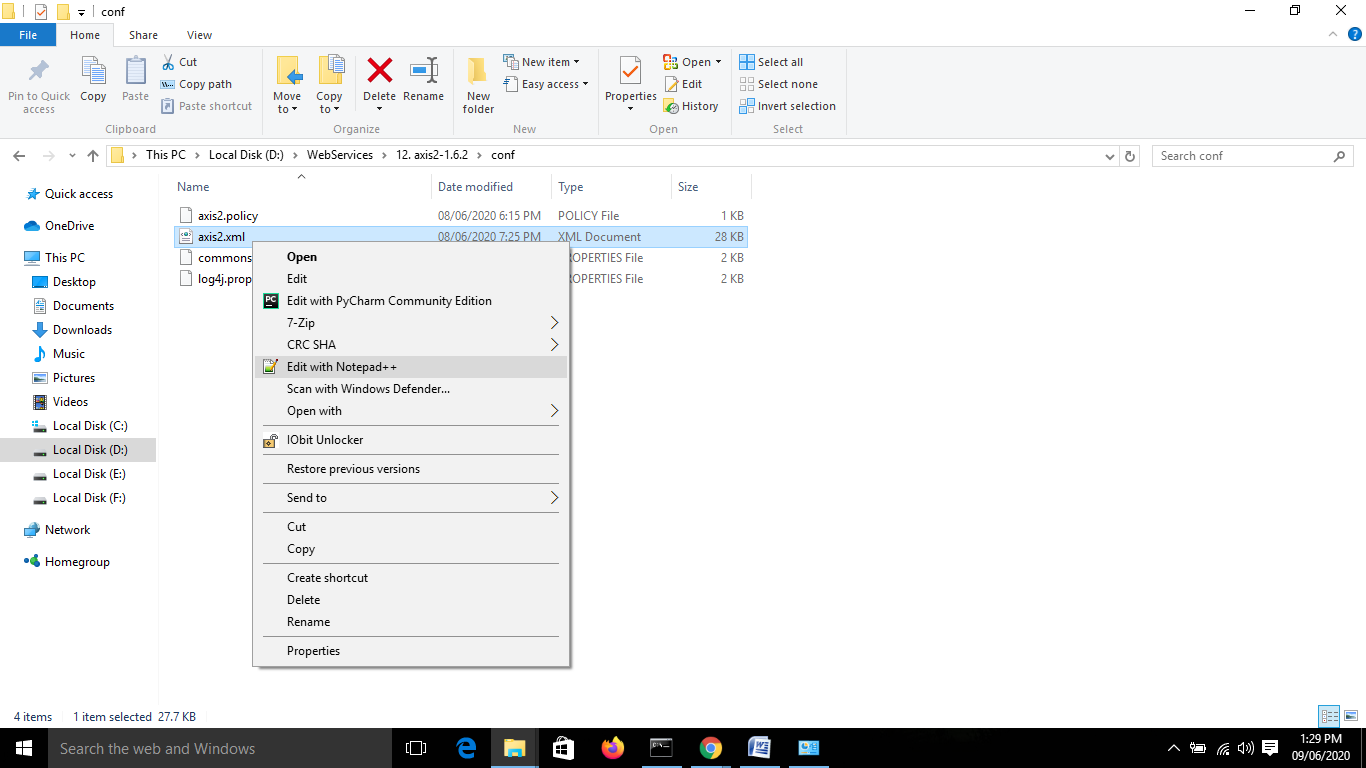 conf
File Home Share View
Pin to Quick access
Copy
Paste
Cut
Copy path
Paste shortcut
Clipboard
Move to
Copy to
Delete
Rename
Organize
New folder
New item
Easy access
New
Properties
Open
Edit
History
Open
Select all
Select none
Invert selection
Select
This PC > Local Disk (D:) > WebServices > 12. axis2-1.6.2 > conf
Search conf
Quick access
OneDrive
This PC
Desktop
Documents
Downloads
Music
Pictures
Videos
Local Disk (C:)
Local Disk (D:)
Local Disk (E:)
Local Disk (F:)
Network
Homegroup
Name Date modified Type Size
axis2.policy 08/06/2020 6:15 PM POLICY File 1 KB
axis2.xml 08/06/2020 7:25 PM XML Document 28 KB
commons ROPERTIES File 2 KB
log4j.prop ROPERTIES File 2 KB
Open
Edit
PC Edit with PyCharm Community Edition
7-Zip
CRC SHA
Edit with Notepad++
Scan with Windows Defender...
Open with
IObit Unlocker
Restore previous versions
Send to
Cut
Copy
Create shortcut
Delete
Rename
Properties
4 items 1 item selected 27.7 KB
Search the web and Windows
1:29 PM
09/06/2020